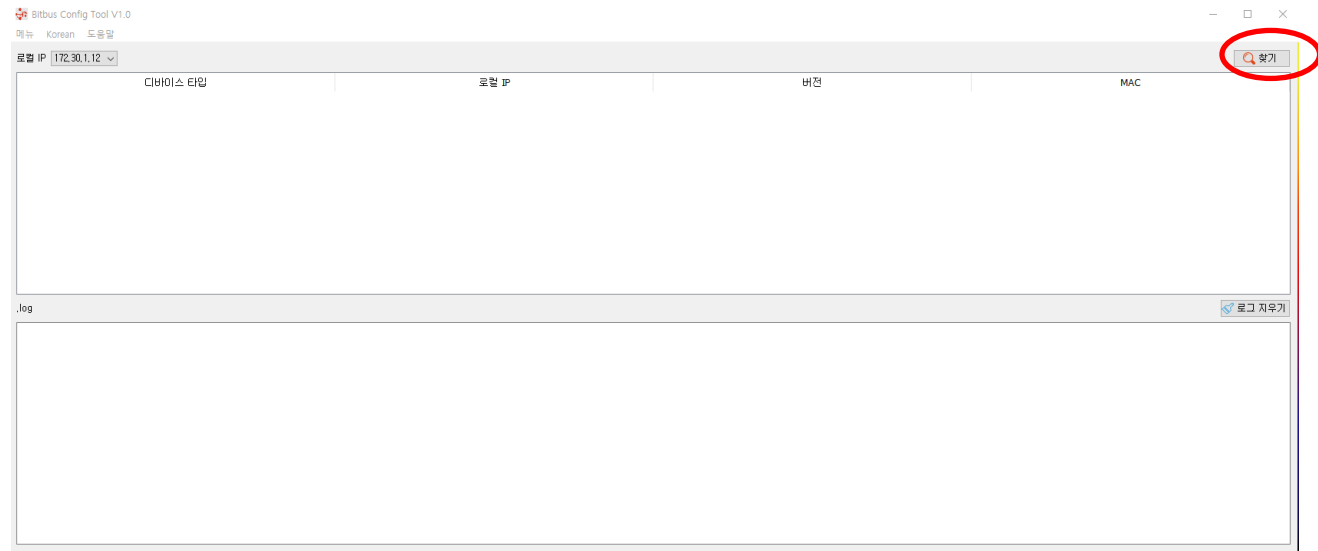 Bitbus Config Tool V1.0
메뉴 Korean 도움말
로컬 IP 172,30,1,12 찾기
디바이스 타입 로컬 IP 버전 MAC
,log 로그 지우기